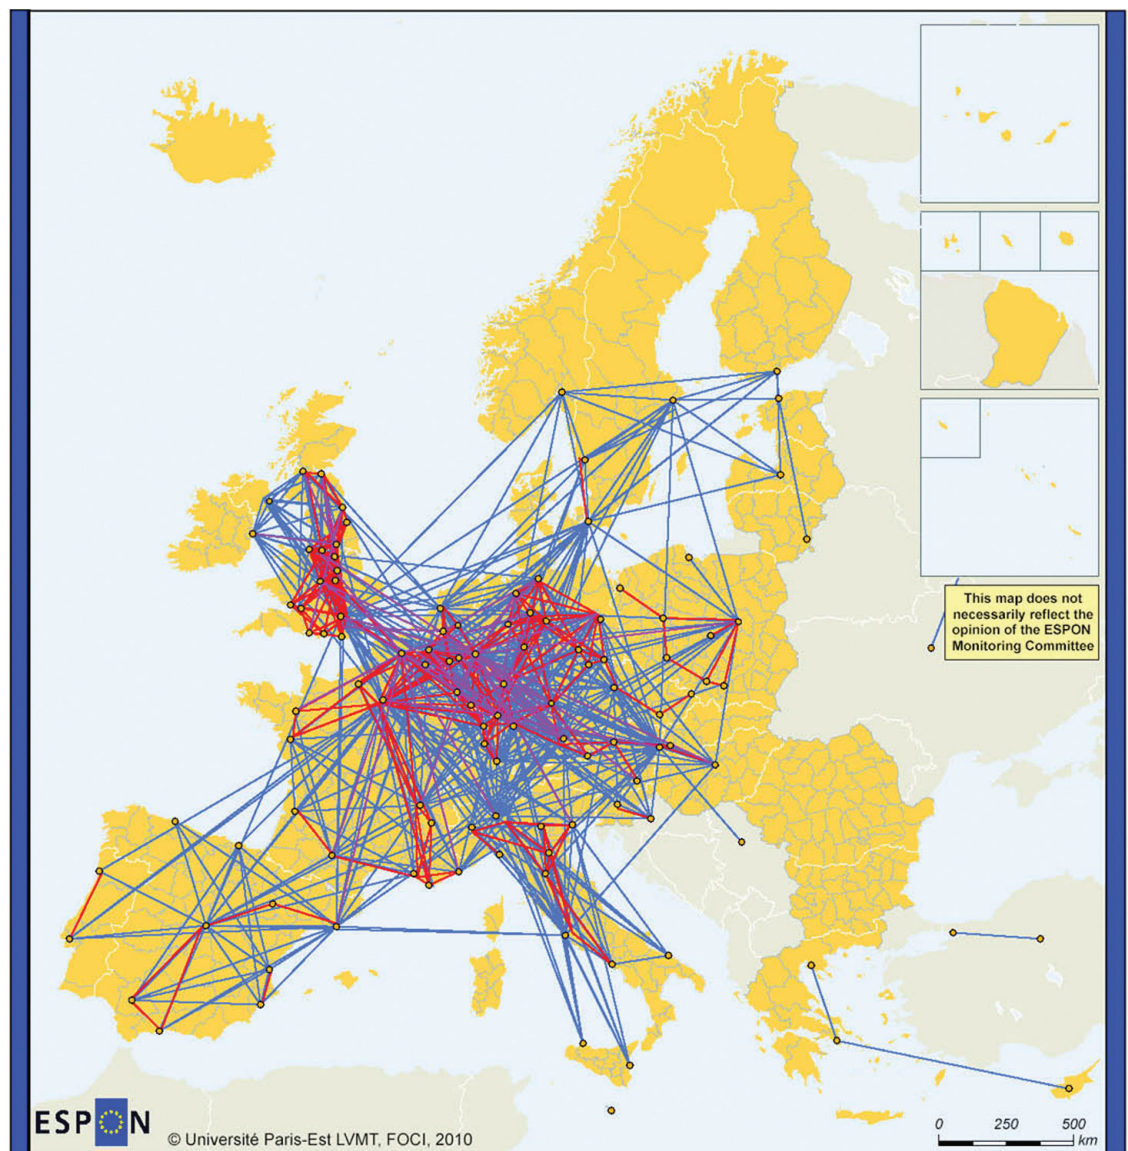 This map does not
necessarily reflect the
opinion of the ESPON
Monitoring Committee
ESPON
© Université Paris-Est LVMT, FOCI, 2010
0 250 500
km